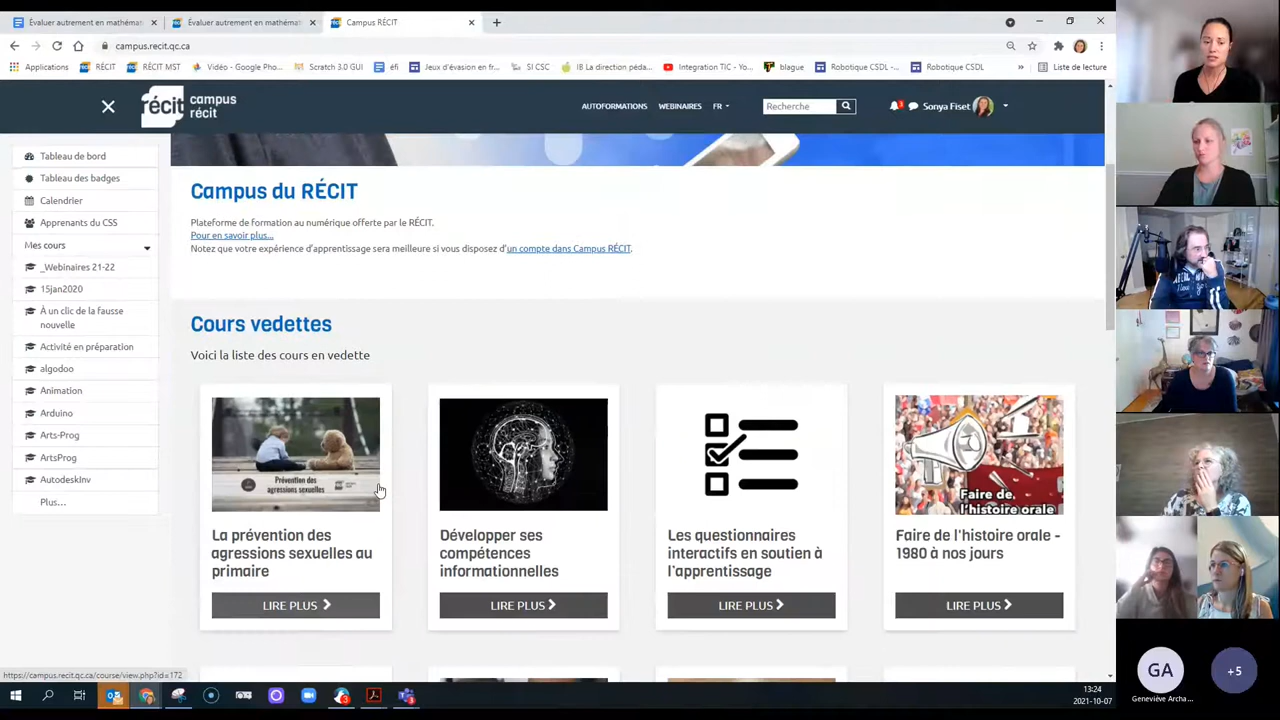 Évaluer autrement en mathémat
Évaluer autrement en mathémat
Campus RÉCIT
campus.recit.qc.ca
Applications
RÉCIT
RÉCIT MST
Vidéo - Google Pho...
Scratch 3.0 GUI
éfi
Jeux d'évasion en fr...
SI CSC
IB La direction péda...
Integration TIC - Yo...
blague
Robotique CSDL -...
Robotique CSDL
»
Liste de lecture
récit
campus
récit
AUTOFORMATIONS
WEBINAIRES
FR
Recherche
3
Sonya Fiset
Tableau de bord
Tableau des badges
Calendrier
Apprenants du CSS
Mes cours
_Webinaires 21-22
15jan2020
À un clic de la fausse
nouvelle
Activité en préparation
algodoo
Animation
Arduino
Arts-Prog
ArtsProg
AutodeskInv
Plus...
Campus du RÉCIT
Plateforme de formation au numérique offerte par le RÉCIT.
Pour en savoir plus...
Notez que votre expérience d'apprentissage sera meilleure si vous disposez d'un compte dans Campus RÉCIT.
Cours vedettes
Voici la liste des cours en vedette
Prévention des
agressions sexuelles
La prévention des
agressions sexuelles au
primaire
LIRE PLUS
Développer ses
compétences
informationnelles
LIRE PLUS
Les questionnaires
interactifs en soutien à
l'apprentissage
LIRE PLUS
Faire de
l'histoire orale
Faire de l'histoire orale -
1980 à nos jours
LIRE PLUS
https://campus.recit.qc.ca/course/view.php?id=172
13:24
2021-10-07
GA
Geneviève Archa...
+5